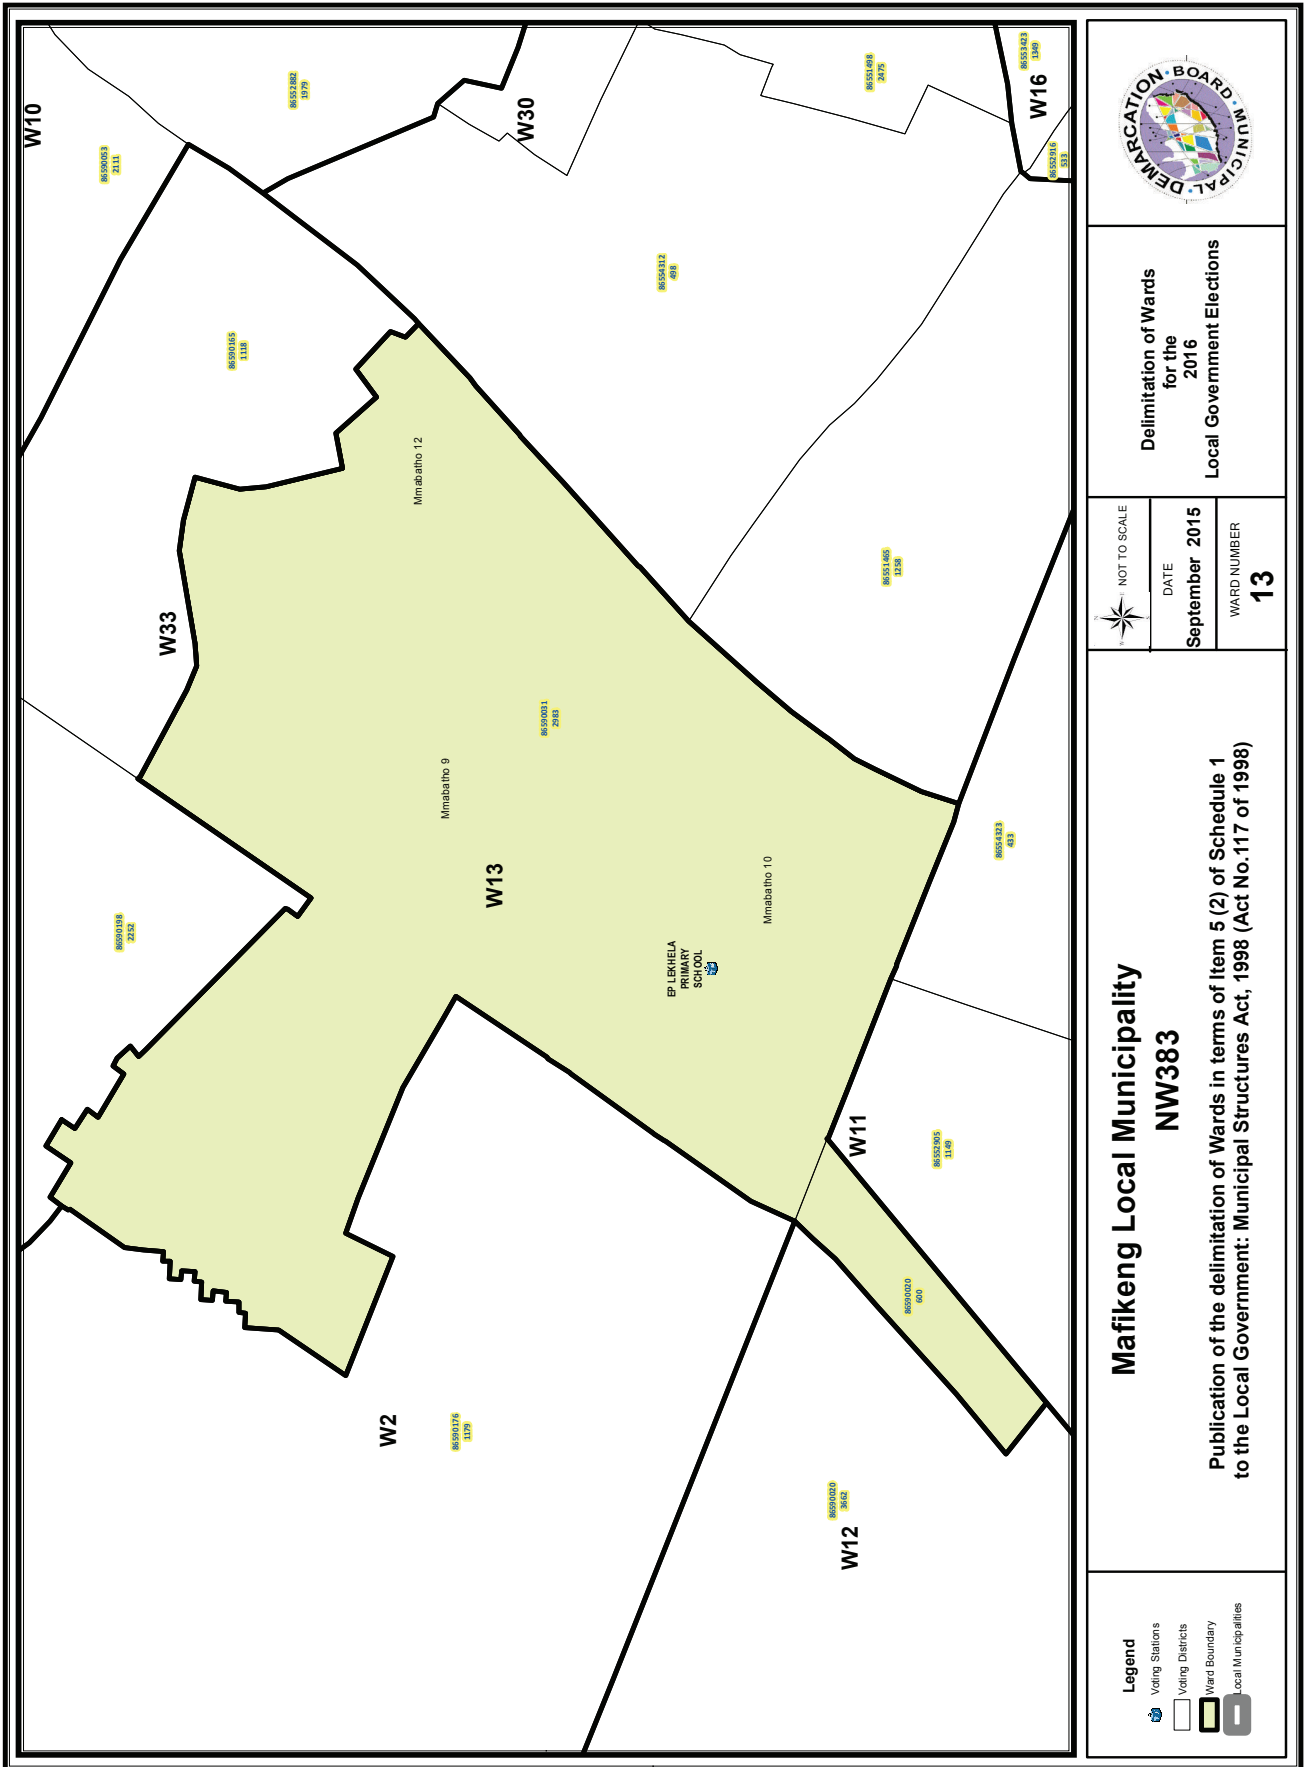 W10
86590053
2111
86552882
1979
W30
86551498
2475
86553423
1349
W16
86552916
533
86590165
1118
86554312
498
Mmabatho 12
W33
86551465
1258
86590031
2983
Mmabatho 9
W13
Mmabatho 10
86554323
433
86590198
2252
EP LEKHELA
PRIMARY
SCHOOL
W11
86552905
1149
86590020
600
W2
86590176
1179
86590020
3662
W12
Legend
Voting Stations
Voting Districts
Ward Boundary
Local Municipalities
Mafikeng Local Municipality
NW383
Publication of the delimitation of Wards in terms of Item 5 (2) of Schedule 1
to the Local Government: Municipal Structures Act, 1998 (Act No.117 of 1998)
N
W
E
S
NOT TO SCALE
DATE
September 2015
WARD NUMBER
13
Delimitation of Wards
for the
2016
Local Government Elections
MUNICIPAL • DEMARCATION • BOARD •